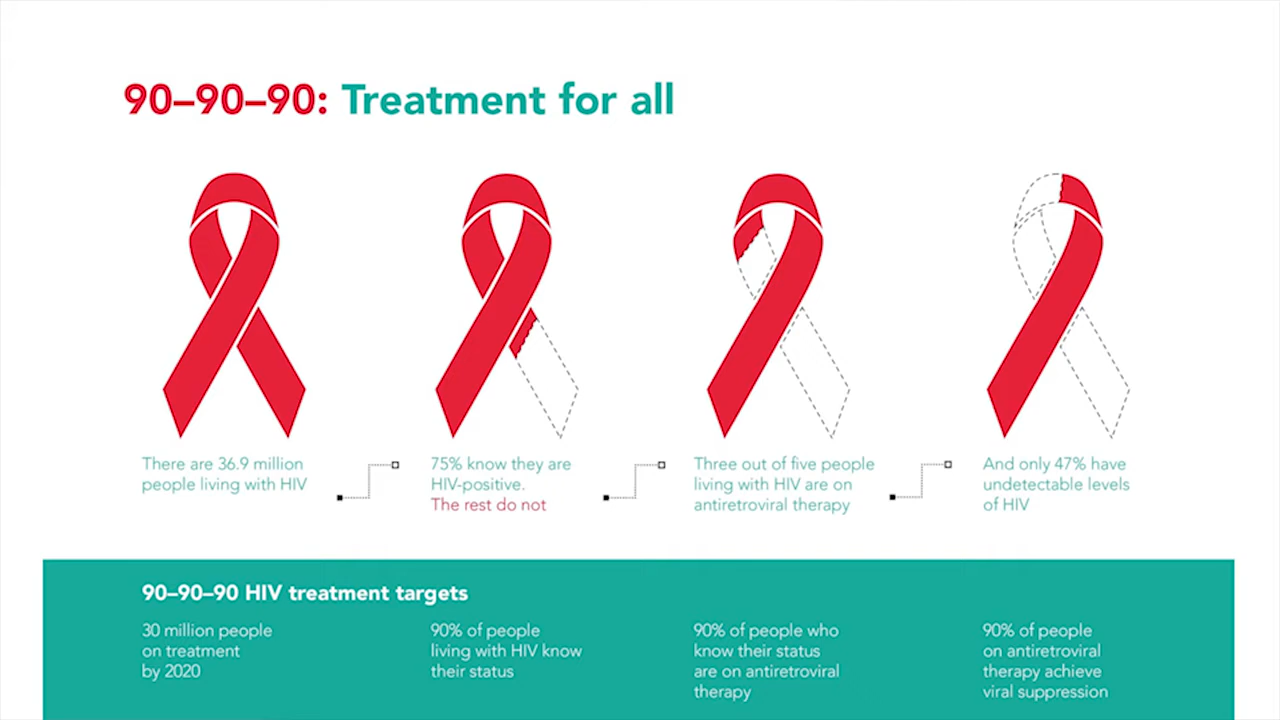 90–90–90: Treatment for all
There are 36.9 million
people living with HIV
75% know they are
HIV-positive.
The rest do not
Three out of five people
living with HIV are on
antiretroviral therapy
And only 47% have
undetectable levels
of HIV
90–90–90 HIV treatment targets
30 million people
on treatment
by 2020
90% of people
living with HIV know
their status
90% of people who
know their status
are on antiretroviral
therapy
90% of people
on antiretroviral
therapy achieve
viral suppression